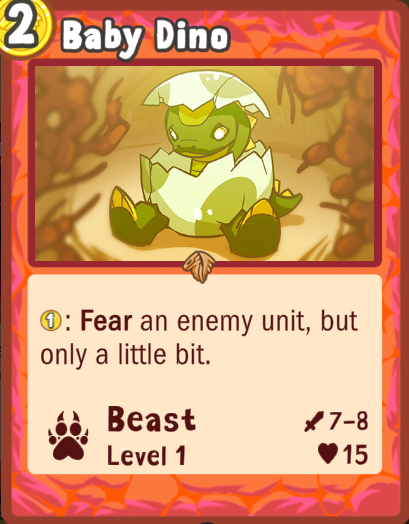 2 Baby Dino
1: Fear an enemy unit, but
only a little bit.
Beast 7–8
Level 1 15